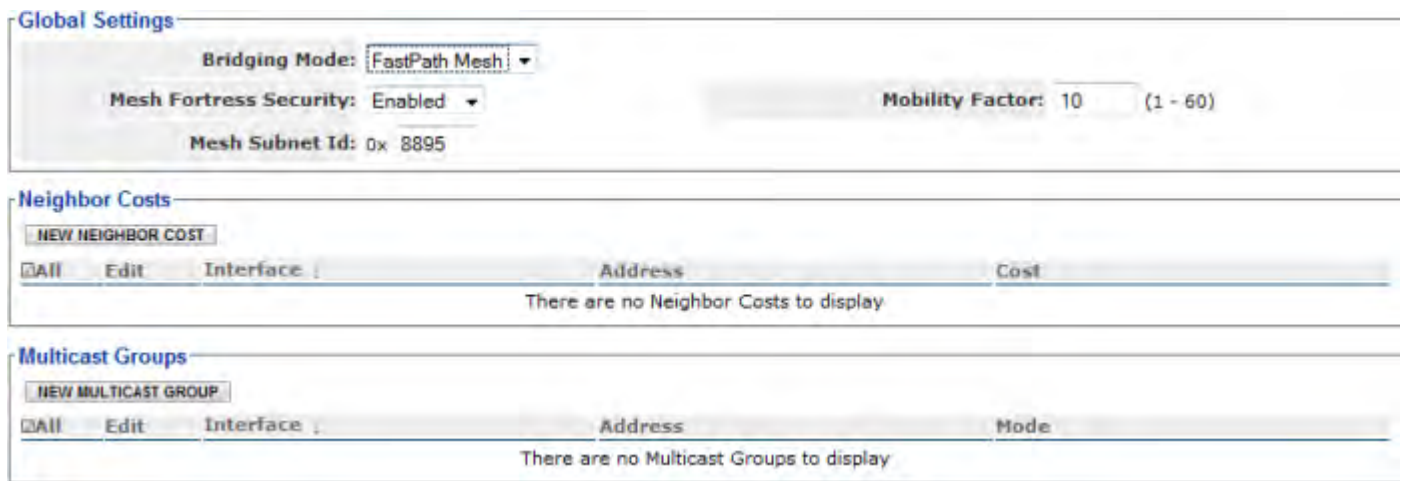 Global Settings
Bridging Mode: FastPath Mesh
Mesh Fortress Security: Enabled Mobility Factor: 10 (1 - 60)
Mesh Subnet Id: 0x 8895
Neighbor Costs
NEW NEIGHBOR COST
All Edit Interface Address Cost
There are no Neighbor Costs to display
Multicast Groups
NEW MULTICAST GROUP
All Edit Interface Address Mode
There are no Multicast Groups to display